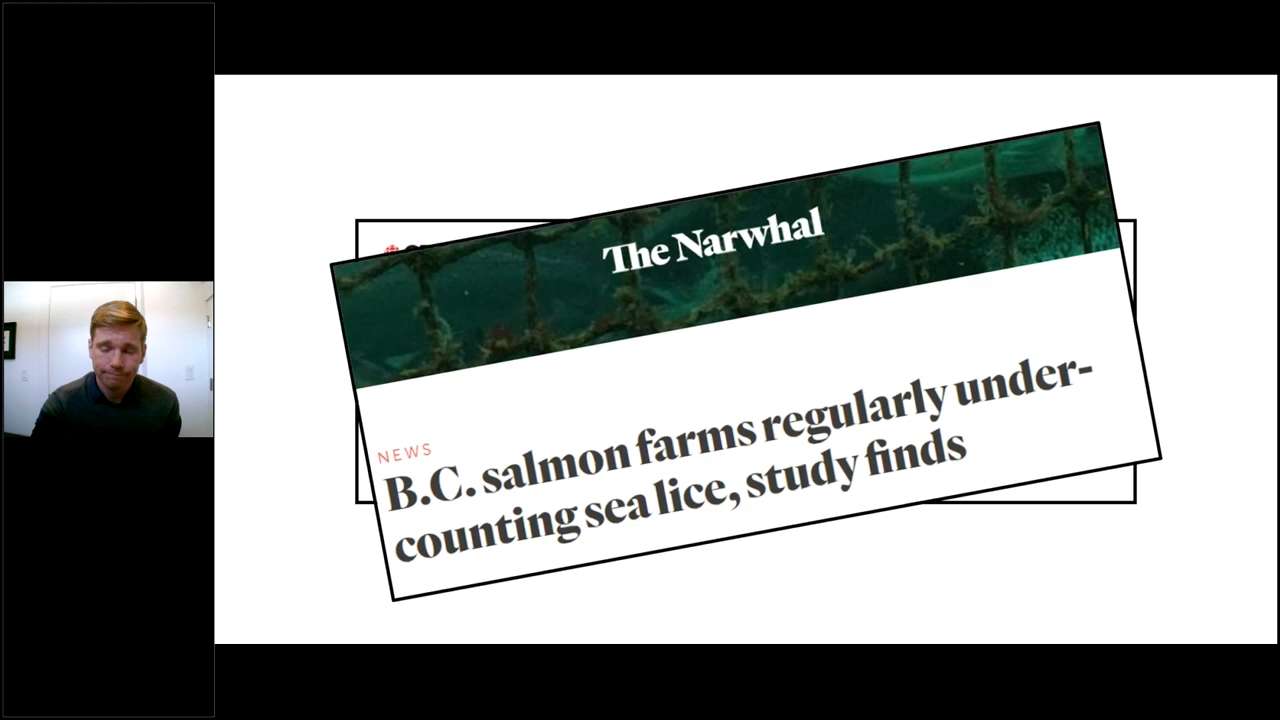 The Narwhal
NEWS
B.C. salmon farms regularly under-
counting sea lice, study finds